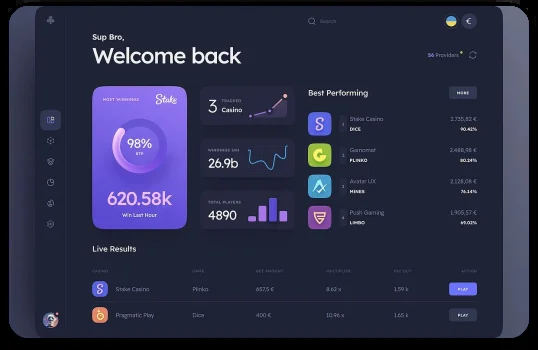 Search
€
Sup Bro,
Welcome back
56 Providers
MOST WINNINGS
Stake
98%
RTP
620.58k
Win Last Hour
3
TRACKED
Casino
WINNINGS 24H
26.9b
TOTAL PLAYERS
4890
Best Performing
MORE
1
Stake Casino
DICE
3.735,82 €
90.42%
Gamomat
PLINKO
2.488,98 €
80.24%
Avatar UX
MINES
2.128,08 €
76.14%
Push Gaming
LIMBO
1.905,57 €
69.02%
Live Results
CASINO
GAME
BET AMOUNT
MULTIPLIER
PAY OUT
ACTION
Stake Casino
Plinko
657.5 €
8.62 x
1.59 k
PLAY
Pragmatic Play
Dice
400 €
10.96 x
1.65 k
PLAY